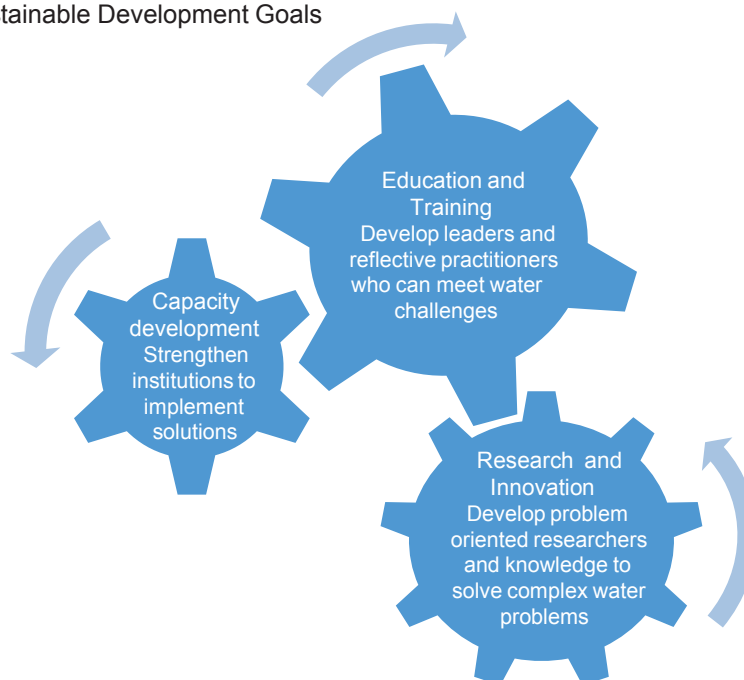 stainable Development Goals
Education and
Training
Develop leaders and
reflective practitioners
who can meet water
challenges
Capacity
development
Strengthen
institutions to
implement
solutions
Research and
Innovation
Develop problem
oriented researchers
and knowledge to
solve complex water
problems